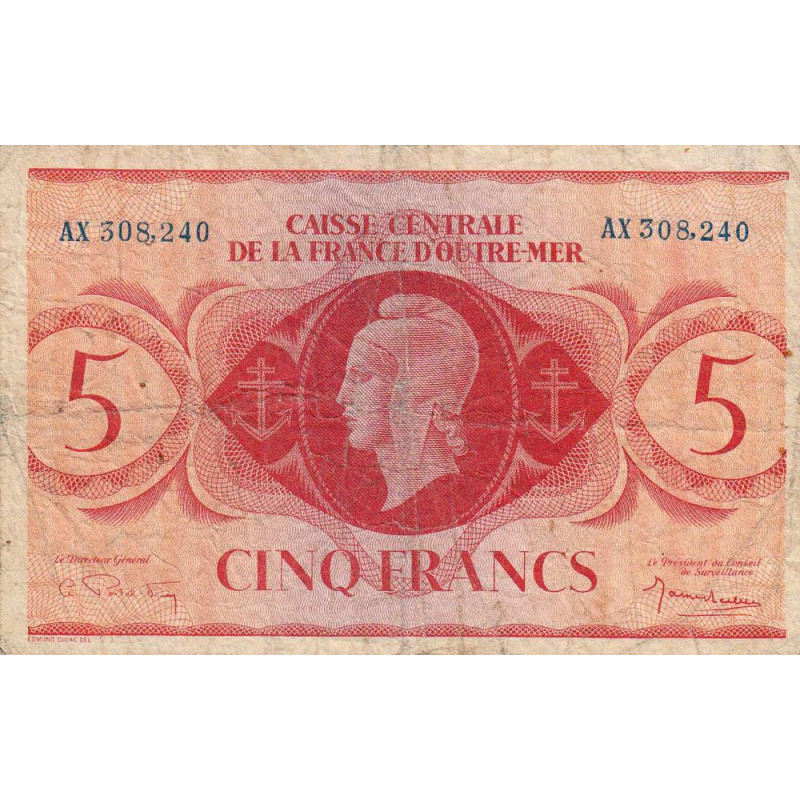 AX 308,240
AX 308,240
CAISSE CENTRALE
DE LA FRANCE D'OUTRE-MER
5
5
Le Directeur Général
CINQ FRANCS
Le Président du Conseil
de Surveillance
EDMUND DULAC DEL.